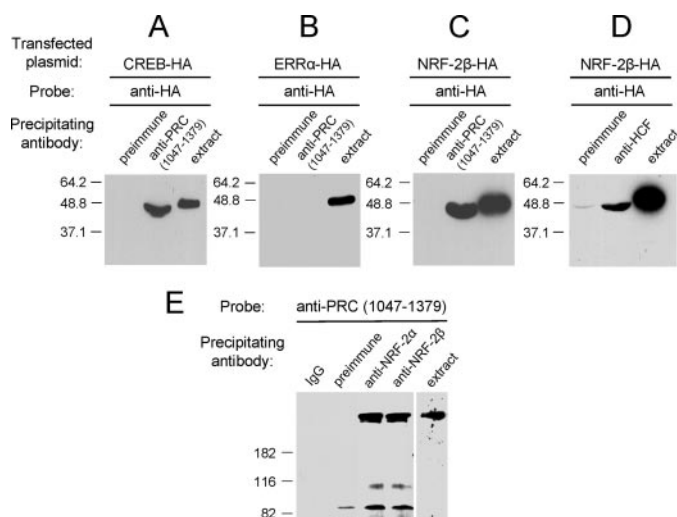 A B C D
Transfected plasmid: CREB-HA ERRα-HA NRF-2β-HA NRF-2β-HA
Probe: anti-HA anti-HA anti-HA anti-HA
Precipitating antibody:
preimmune anti-PRC (1047-1379) extract
preimmune anti-PRC (1047-1379) extract
preimmune anti-PRC (1047-1379) extract
preimmune anti-HCF extract
64.2 64.2 64.2 64.2
48.8 48.8 48.8 48.8
37.1 37.1 37.1 37.1
E
Probe: anti-PRC (1047-1379)
Precipitating antibody:
IgG preimmune anti-NRF-2α anti-NRF-2β extract
182
116
82